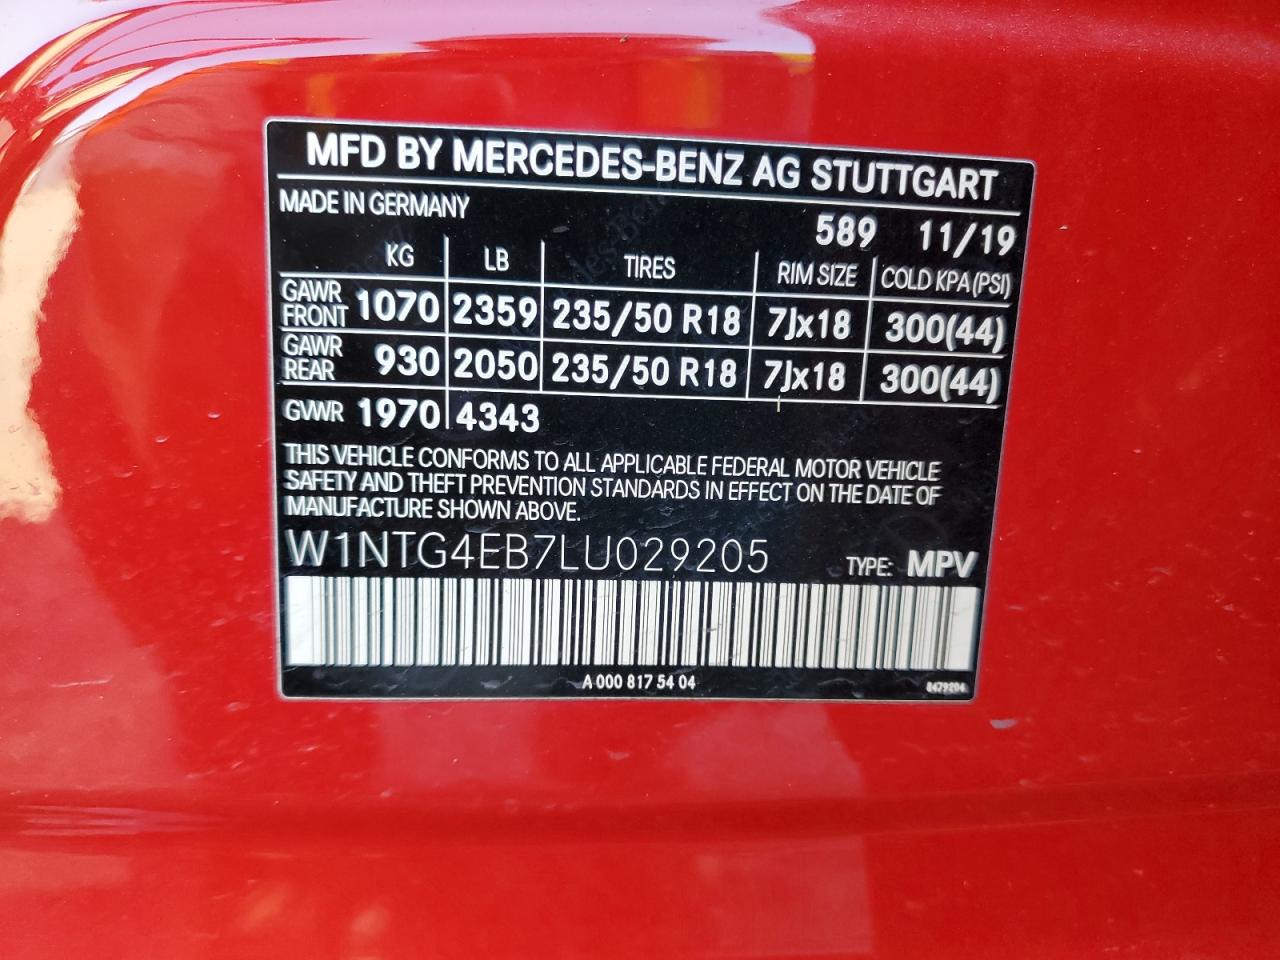 MFD BY MERCEDES-BENZ AG STUTTGART
MADE IN GERMANY
589 11/19
KG LB TIRES RIM SIZE COLD KPA (PSI)
GAWR FRONT 1070 2359 235/50 R18 7Jx18 300(44)
GAWR REAR 930 2050 235/50 R18 7Jx18 300(44)
GVWR 1970 4343
THIS VEHICLE CONFORMS TO ALL APPLICABLE FEDERAL MOTOR VEHICLE
SAFETY AND THEFT PREVENTION STANDARDS IN EFFECT ON THE DATE OF
MANUFACTURE SHOWN ABOVE.
W1NTG4EB7LU029205 TYPE: MPV
A 000 817 54 04
8479204